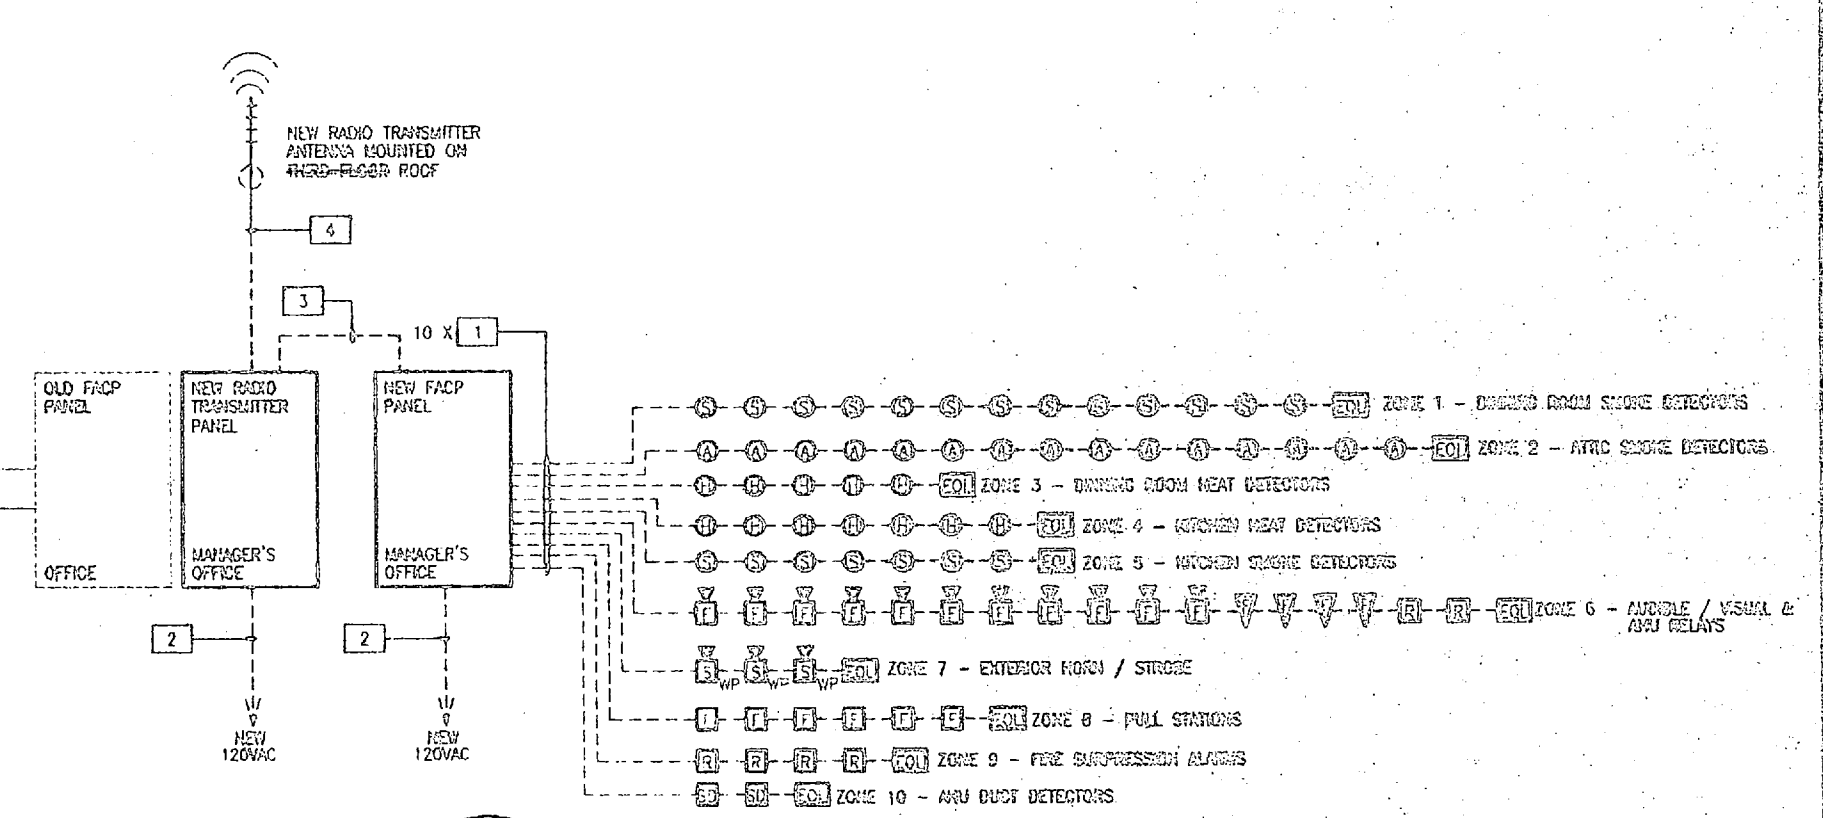 NEW RADIO TRANSMITTER
ANTENNA MOUNTED ON
THIRD FLOOR ROOF
4
3
10 X 1
OLD FACP
PANEL
OFFICE
NEW RADIO
TRANSMITTER
PANEL
MANAGER'S
OFFICE
NEW FACP
PANEL
MANAGER'S
OFFICE
2
2
NEW
120VAC
NEW
120VAC
S S S S S S S S S S S S S EOL ZONE 1 - DINNING ROOM SMOKE DETECTORS
A A A A A A A A A A A A A A A EOL ZONE 2 - ATTIC SMOKE DETECTORS
H H H H H EOL ZONE 3 - DINNING ROOM HEAT DETECTORS
H H H H H H H EOL ZONE 4 - KITCHEN HEAT DETECTORS
S S S S S S S EOL ZONE 5 - KITCHEN SMOKE DETECTORS
F F F F F F F F F F F R R EOL ZONE 6 - AUDIBLE / VISUAL &
AHU RELAYS
S WP S WP S WP EOL ZONE 7 - EXTERIOR HORN / STROBE
F F F F F F EOL ZONE 8 - PULL STATIONS
R R R R EOL ZONE 9 - FIRE SUPPRESSION ALARMS
SD SD EOL ZONE 10 - AHU DUCT DETECTORS